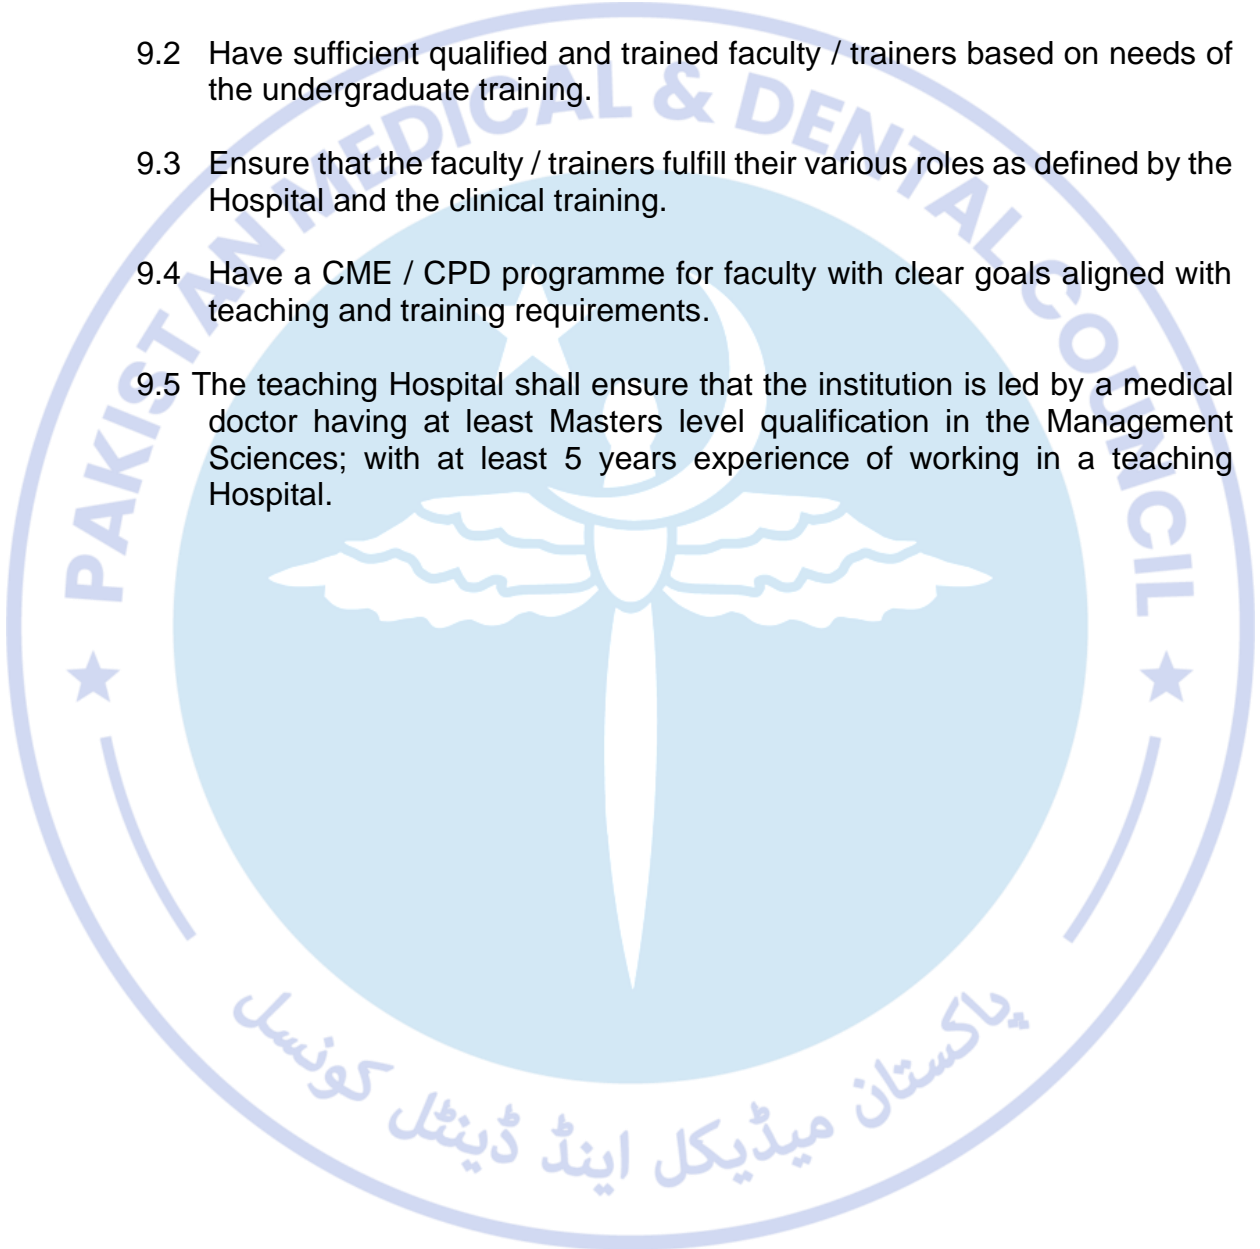 9.2 Have sufficient qualified and trained faculty / trainers based on needs of
the undergraduate training.
9.3 Ensure that the faculty / trainers fulfill their various roles as defined by the
Hospital and the clinical training.
9.4 Have a CME / CPD programme for faculty with clear goals aligned with
teaching and training requirements.
9.5 The teaching Hospital shall ensure that the institution is led by a medical
doctor having at least Masters level qualification in the Management
Sciences; with at least 5 years experience of working in a teaching
Hospital.
PAKISTAN MEDICAL & DENTAL COUNCIL
پاکستان میڈیکل اینڈ ڈینٹل کونسل